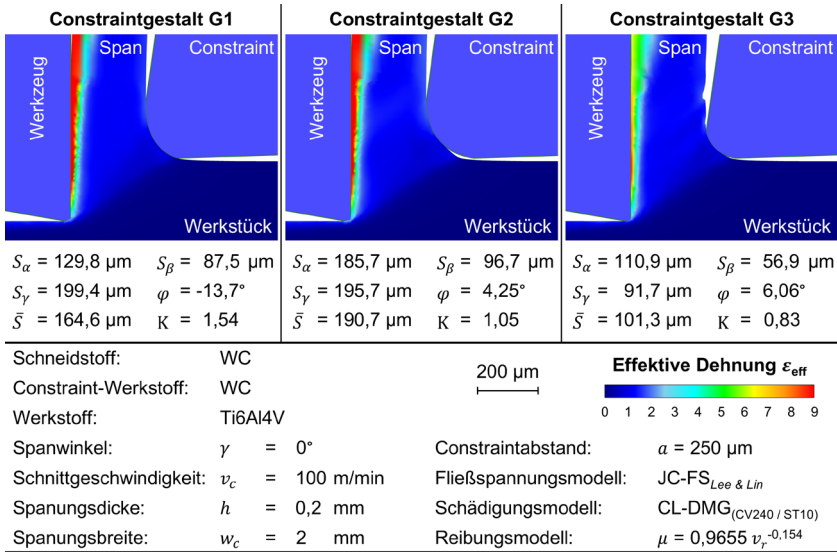 Constraintgestalt G1
Constraintgestalt G2
Constraintgestalt G3
Werkzeug
Span
Constraint
Werkstück
Werkzeug
Span
Constraint
Werkstück
Werkzeug
Span
Constraint
Werkstück
Sα = 129,8 µm Sβ = 87,5 µm
Sγ = 199,4 µm φ = -13,7°
S̄ = 164,6 µm K = 1,54
Sα = 185,7 µm Sβ = 96,7 µm
Sγ = 195,7 µm φ = 4,25°
S̄ = 190,7 µm K = 1,05
Sα = 110,9 µm Sβ = 56,9 µm
Sγ = 91,7 µm φ = 6,06°
S̄ = 101,3 µm K = 0,83
Schneidstoff: WC
Constraint-Werkstoff: WC
Werkstoff: Ti6Al4V
Spanwinkel: γ = 0°
Schnittgeschwindigkeit: vc = 100 m/min
Spanungsdicke: h = 0,2 mm
Spanungsbreite: wc = 2 mm
200 µm
Effektive Dehnung εeff
0 1 2 3 4 5 6 7 8 9
Constraintabstand: a = 250 µm
Fließspannungsmodell: JC-FS Lee & Lin
Schädigungsmodell: CL-DMG(CV240 / ST10)
Reibungsmodell: µ = 0,9655 vr^-0,154